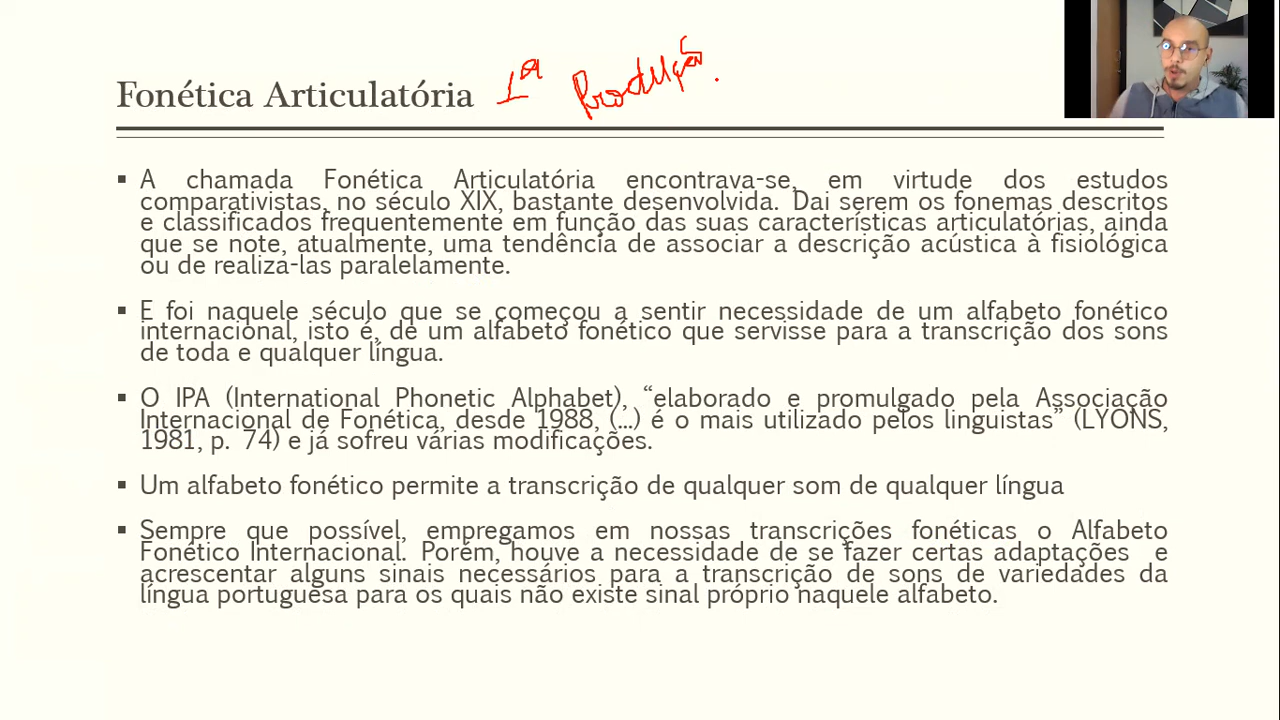 Fonética Articulatória 1ª Produção.
▪ A chamada Fonética Articulatória encontrava-se, em virtude dos estudos
comparativistas, no século XIX, bastante desenvolvida. Dai serem os fonemas descritos
e classificados frequentemente em função das suas características articulatórias, ainda
que se note, atualmente, uma tendência de associar a descrição acústica à fisiológica
ou de realiza-las paralelamente.
▪ E foi naquele século que se começou a sentir necessidade de um alfabeto fonético
internacional, isto é, de um alfabeto fonético que servisse para a transcrição dos sons
de toda e qualquer língua.
▪ O IPA (International Phonetic Alphabet), “elaborado e promulgado pela Associação
Internacional de Fonética, desde 1988, (...) é o mais utilizado pelos linguistas” (LYONS,
1981, p. 74) e já sofreu várias modificações.
▪ Um alfabeto fonético permite a transcrição de qualquer som de qualquer língua
▪ Sempre que possível, empregamos em nossas transcrições fonéticas o Alfabeto
Fonético Internacional. Porém, houve a necessidade de se fazer certas adaptações e
acrescentar alguns sinais necessários para a transcrição de sons de variedades da
língua portuguesa para os quais não existe sinal próprio naquele alfabeto.